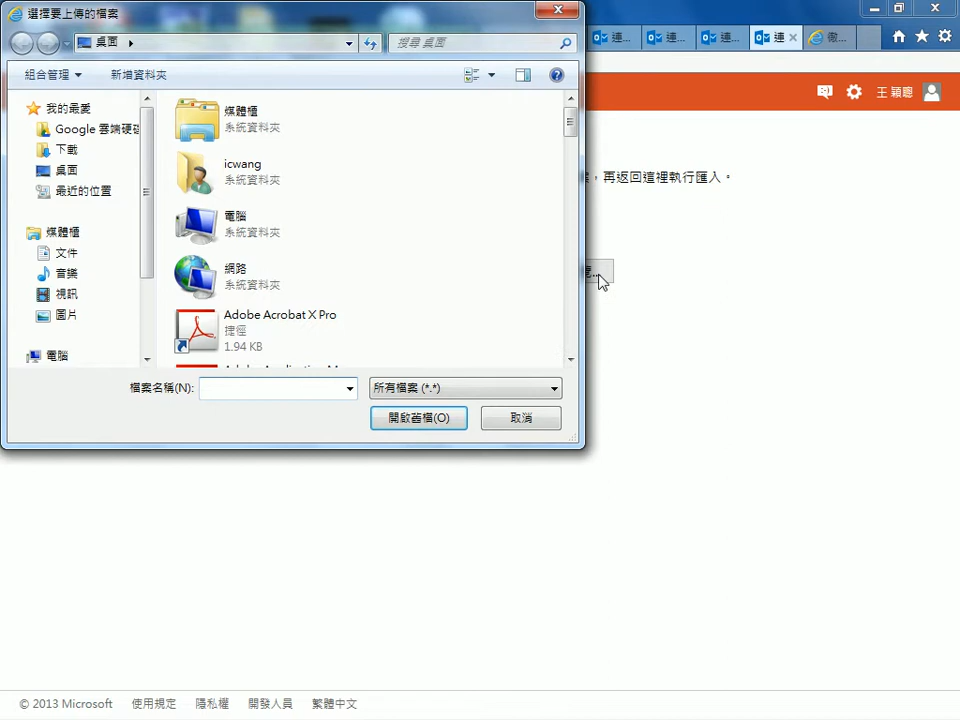 選擇要上傳的檔案
桌面
搜尋 桌面
連...
連...
連...
連
傲...
組合管理
新增資料夾
王 穎聰
我的最愛
Google 雲端硬
下載
桌面
最近的位置
媒體櫃
文件
音樂
視訊
圖片
電腦
媒體櫃
系統資料夾
icwang
系統資料夾
電腦
系統資料夾
網路
系統資料夾
Adobe Acrobat X Pro
捷徑
1.94 KB
，再返回這裡執行匯入。
檔案名稱(N):
所有檔案 (*.*)
開啟舊檔(O)
取消
© 2013 Microsoft
使用規定
隱私權
開發人員
繁體中文